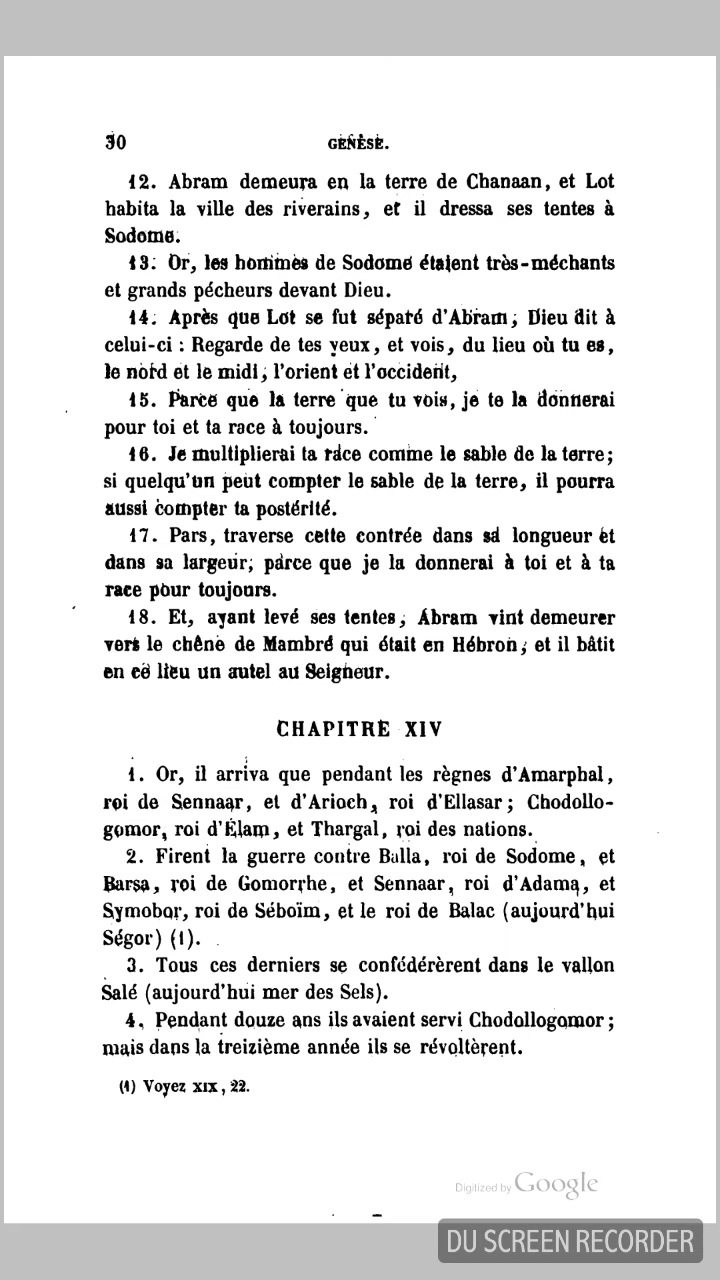 30 GENÈSE.
12. Abram demeura en la terre de Chanaan, et Lot
habita la ville des riverains, et il dressa ses tentes à
Sodome.
13. Or, les hommes de Sodome étaient très-méchants
et grands pécheurs devant Dieu.
14. Après que Lot se fut séparé d'Abram, Dieu dit à
celui-ci : Regarde de tes yeux, et vois, du lieu où tu es,
le nord et le midi, l'orient et l'occident,
15. Parce que la terre que tu vois, je te la donnerai
pour toi et ta race à toujours.
16. Je multiplierai ta race comme le sable de la terre;
si quelqu'un peut compter le sable de la terre, il pourra
aussi compter ta postérité.
17. Pars, traverse cette contrée dans sa longueur et
dans sa largeur, parce que je la donnerai à toi et à ta
race pour toujours.
18. Et, ayant levé ses tentes, Abram vint demeurer
vers le chêne de Mambré qui était en Hébron, et il bâtit
en ce lieu un autel au Seigneur.
CHAPITRE XIV
1. Or, il arriva que pendant les règnes d'Amarphal,
roi de Sennaar, et d'Arioch, roi d'Ellasar; Chodollo-
gomor, roi d'Élam, et Thargal, roi des nations.
2. Firent la guerre contre Balla, roi de Sodome, et
Barsa, roi de Gomorrhe, et Sennaar, roi d'Adama, et
Symobor, roi de Séboïm, et le roi de Balac (aujourd'hui
Ségor) (1).
3. Tous ces derniers se confédérèrent dans le vallon
Salé (aujourd'hui mer des Sels).
4. Pendant douze ans ils avaient servi Chodollogomor;
mais dans la treizième année ils se révoltèrent.
(1) Voyez XIX, 22.
Digitized by Google
DU SCREEN RECORDER